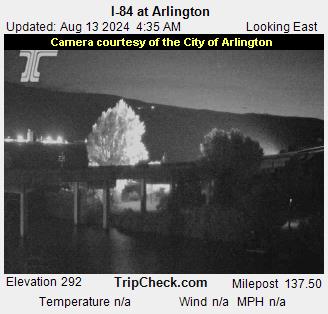 I-84 at Arlington
Updated: Aug 13 2024 4:35 AM Looking East
Camera courtesy of the City of Arlington
Elevation 292 TripCheck.com Milepost 137.50
Temperature n/a Wind n/a MPH n/a